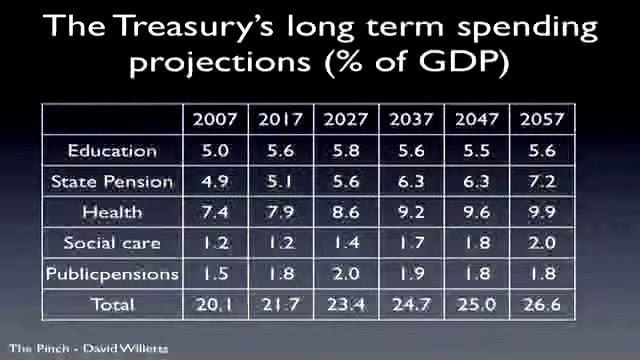 The Treasury's long term spending
projections (% of GDP)
2007 2017 2027 2037 2047 2057
Education 5.0 5.6 5.8 5.6 5.5 5.6
State Pension 4.9 5.1 5.6 6.3 6.3 7.2
Health 7.4 7.9 8.6 9.2 9.6 9.9
Social care 1.2 1.2 1.4 1.7 1.8 2.0
Publicpensions 1.5 1.8 2.0 1.9 1.8 1.8
Total 20.1 21.7 23.4 24.7 25.0 26.6
The Pinch - David Willetts